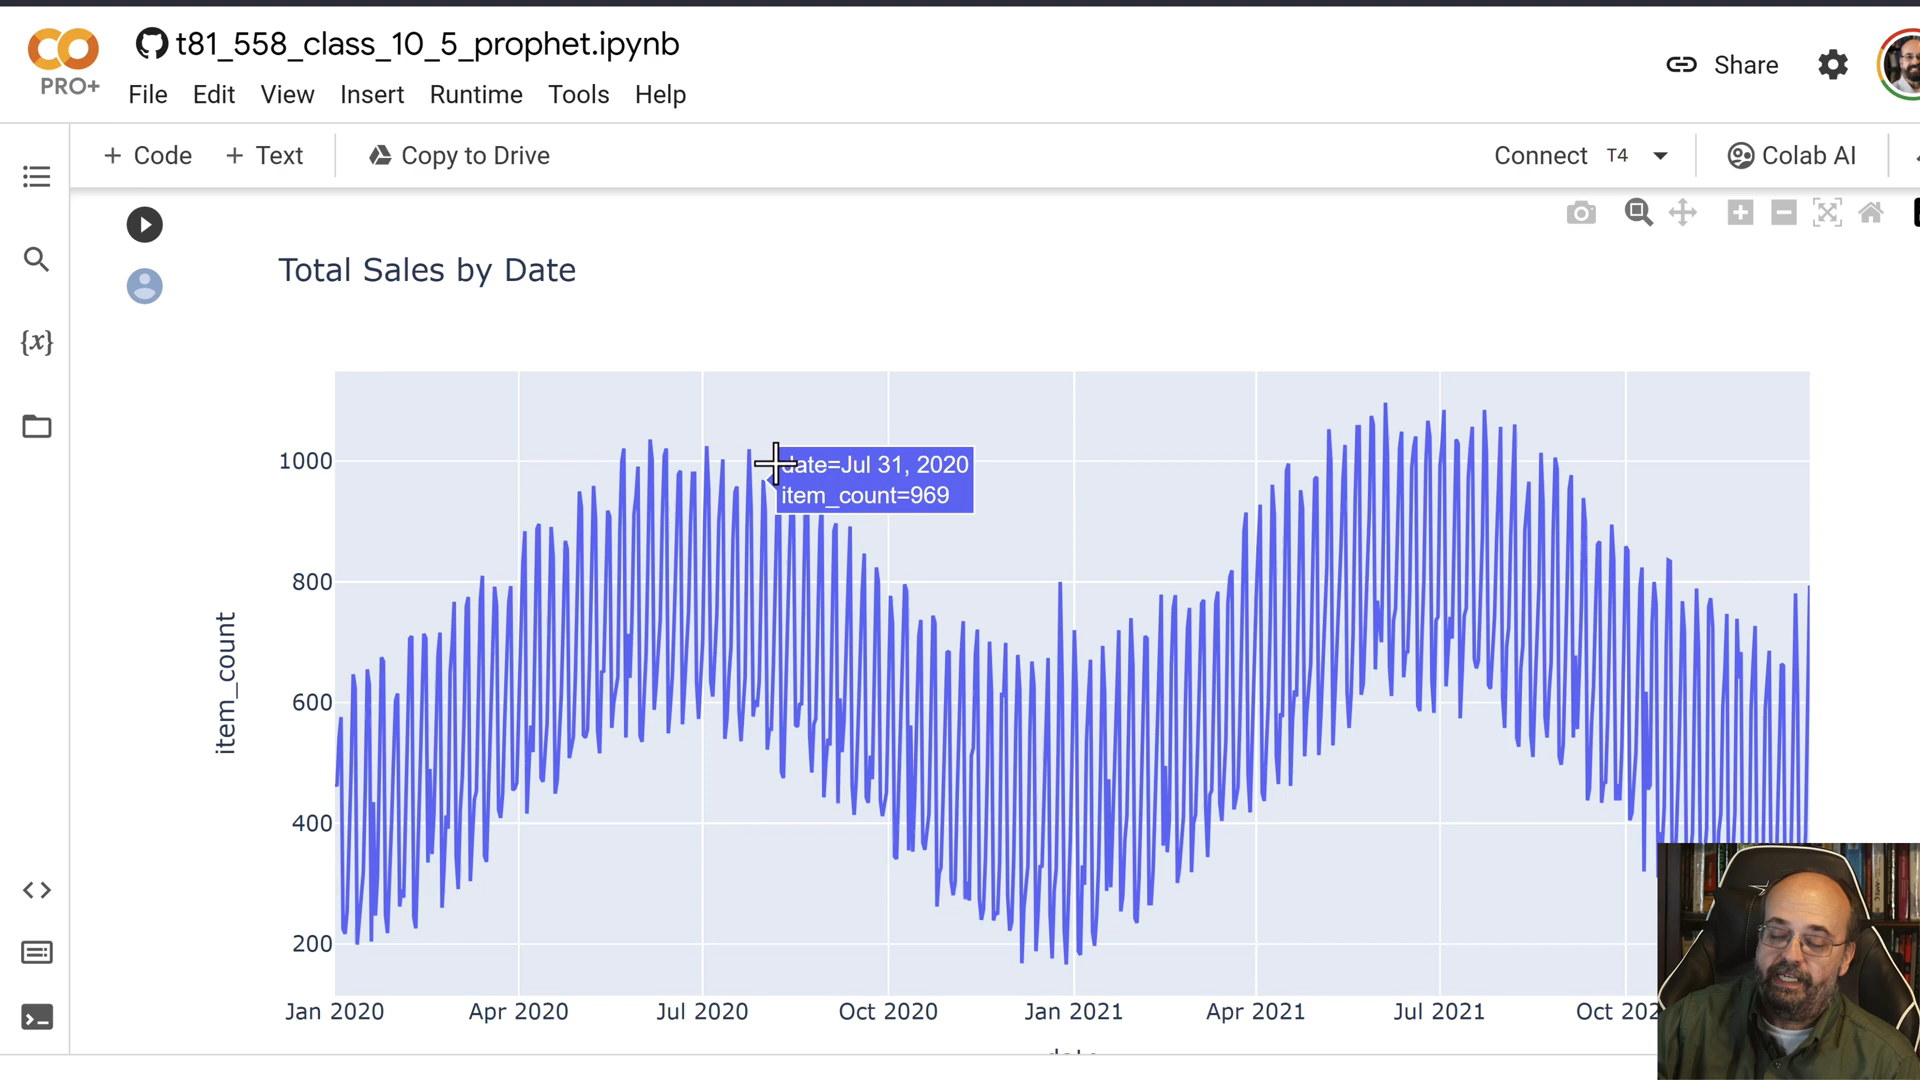 t81_558_class_10_5_prophet.ipynb
PRO+
File Edit View Insert Runtime Tools Help
Share
+ Code + Text Copy to Drive
Connect T4
Colab AI
{x}
Total Sales by Date
date=Jul 31, 2020
item_count=969
item_count
1000
800
600
400
200
Jan 2020 Apr 2020 Jul 2020 Oct 2020 Jan 2021 Apr 2021 Jul 2021 Oct 202
date